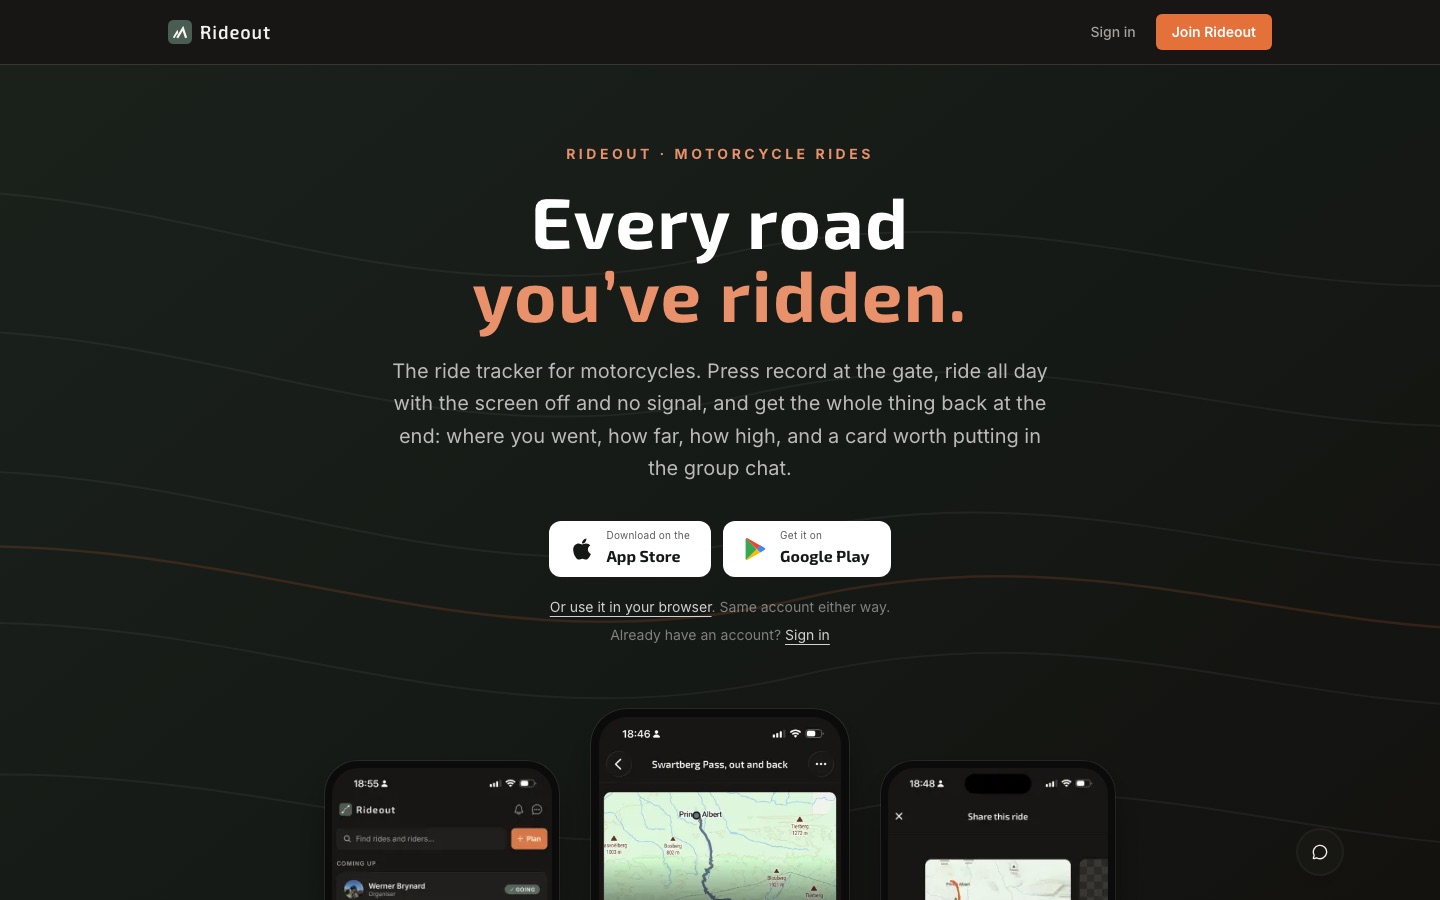 Rideout
Sign in
Join Rideout
RIDEOUT · MOTORCYCLE RIDES
Every road
you’ve ridden.
The ride tracker for motorcycles. Press record at the gate, ride all day
with the screen off and no signal, and get the whole thing back at the
end: where you went, how far, how high, and a card worth putting in
the group chat.
Download on the
App Store
Get it on
Google Play
Or use it in your browser. Same account either way.
Already have an account? Sign in
18:55
Rideout
Find rides and riders...
+ Plan
COMING UP
Werner Brynard
Organiser
✓ GOING
18:46
Swartberg Pass, out and back
Albert
1273 m
18:48
Share this ride